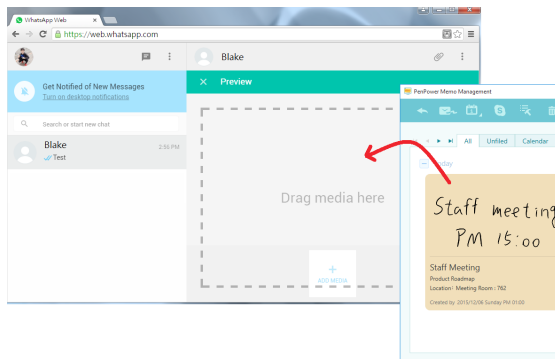 WhatsApp Web
https://web.whatsapp.com
Blake
Preview
Get Notified of New Messages
Turn on desktop notifications
Search or start new chat
Blake
3:56 PM
Test
Drag media here
ADD MEDIA
PenPower Memo Management
All Unfiled Calendar
Staff meeting
PM 15:00
Staff Meeting
Product Roadmap
Location: Meeting Room : 762
Created by 2015/12/06 Sunday PM 01:00